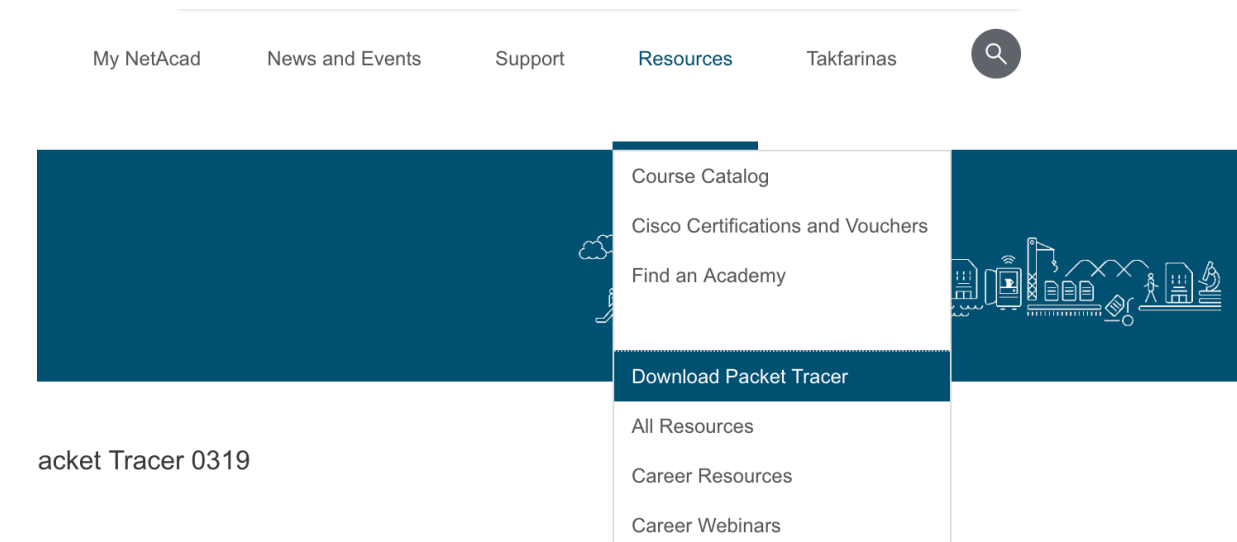 My NetAcad News and Events Support Resources Takfarinas
Course Catalog
Cisco Certifications and Vouchers
Find an Academy
Download Packet Tracer
All Resources
acket Tracer 0319
Career Resources
Career Webinars